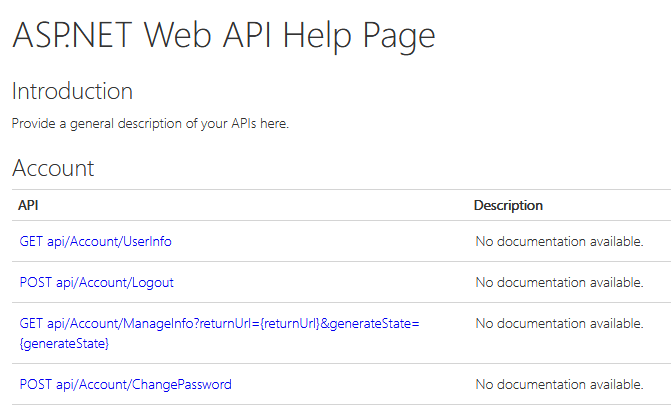 ASP.NET Web API Help Page
Introduction
Provide a general description of your APIs here.
Account
API Description
GET api/Account/UserInfo No documentation available.
POST api/Account/Logout No documentation available.
GET api/Account/ManageInfo?returnUrl={returnUrl}&generateState= No documentation available.
{generateState}
POST api/Account/ChangePassword No documentation available.